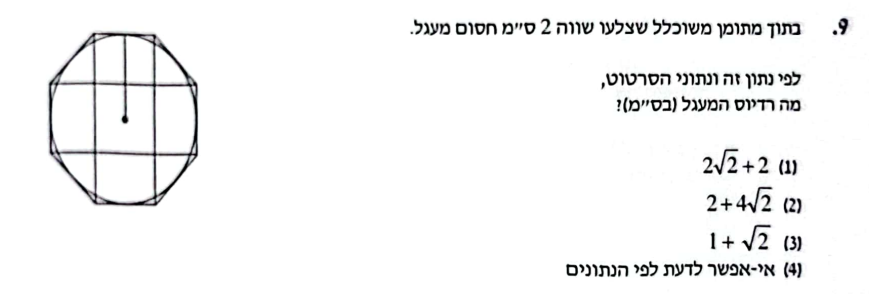 9. בתוך מתומן משוכלל שצלעו שווה 2 ס״מ חסום מעגל.
לפי נתון זה ונתוני הסרטוט,
מה רדיוס המעגל (בס״מ)?
(1) 2√2 + 2
(2) 2 + 4√2
(3) 1 + √2
(4) אי-אפשר לדעת לפי הנתונים